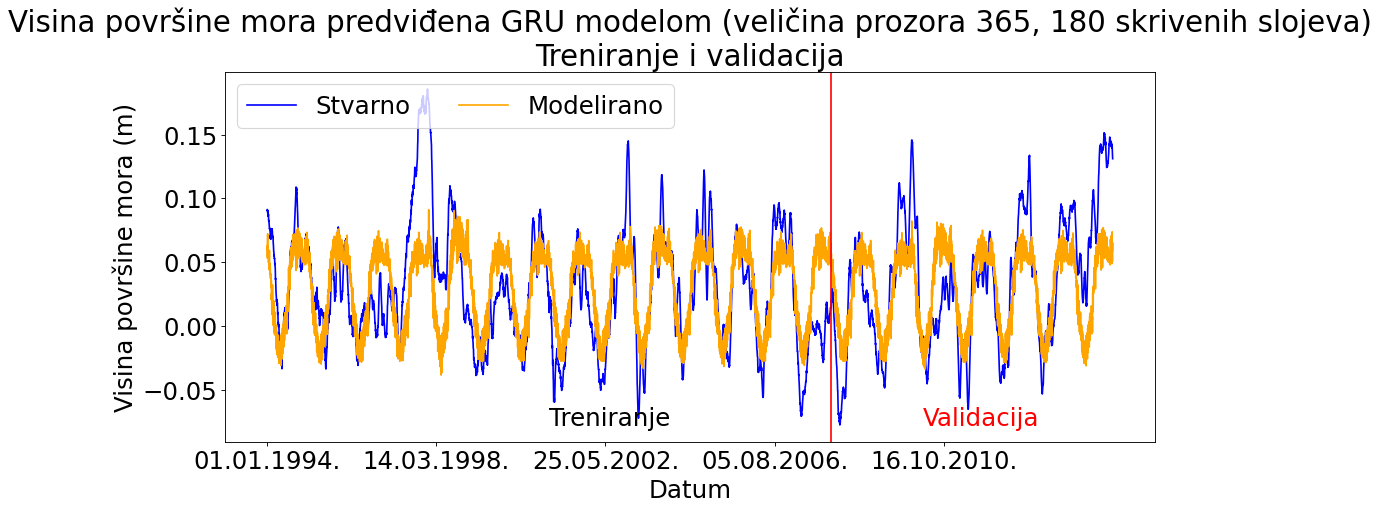 Visina površine mora predviđena GRU modelom (veličina prozora 365, 180 skrivenih slojeva)
Treniranje i validacija
Stvarno Modelirano
Visina površine mora (m)
0.15
0.10
0.05
0.00
−0.05
Treniranje Validacija
01.01.1994. 14.03.1998. 25.05.2002. 05.08.2006. 16.10.2010.
Datum